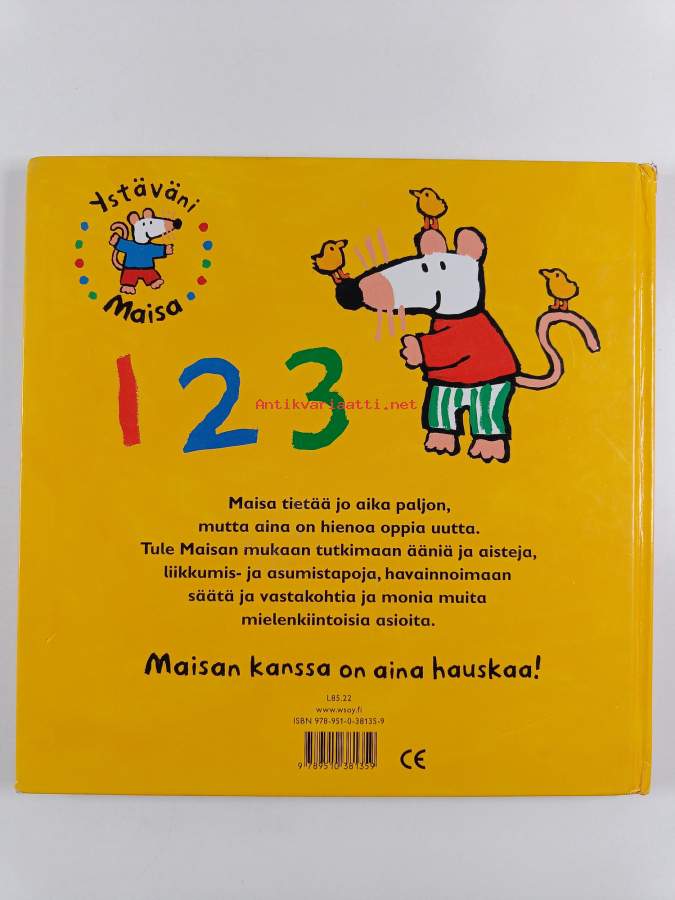 Ystäväni
Maisa
1 2 3
Antikvariaatti.net
Maisa tietää jo aika paljon,
mutta aina on hienoa oppia uutta.
Tule Maisan mukaan tutkimaan ääniä ja aisteja,
liikkumis- ja asumistapoja, havainnoimaan
säätä ja vastakohtia ja monia muita
mielenkiintoisia asioita.
Maisan kanssa on aina hauskaa!
L85.22
www.wsoy.fi
ISBN 978-951-0-38135-9
9 789510 381359
CE